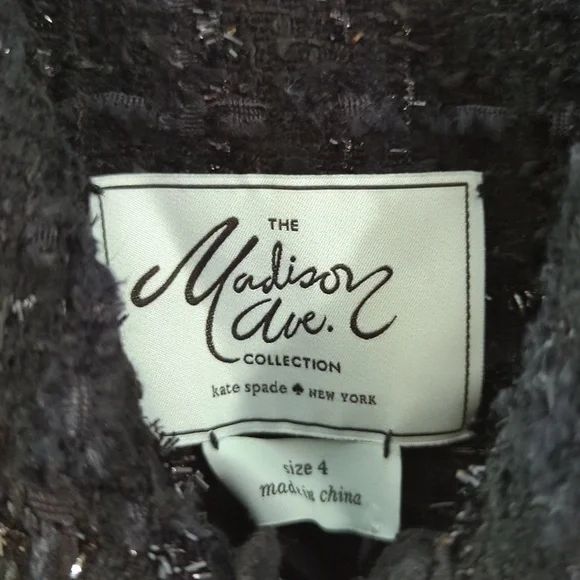 THE
Madison
Ave.
COLLECTION
kate spade ♠ NEW YORK
size 4
made in china